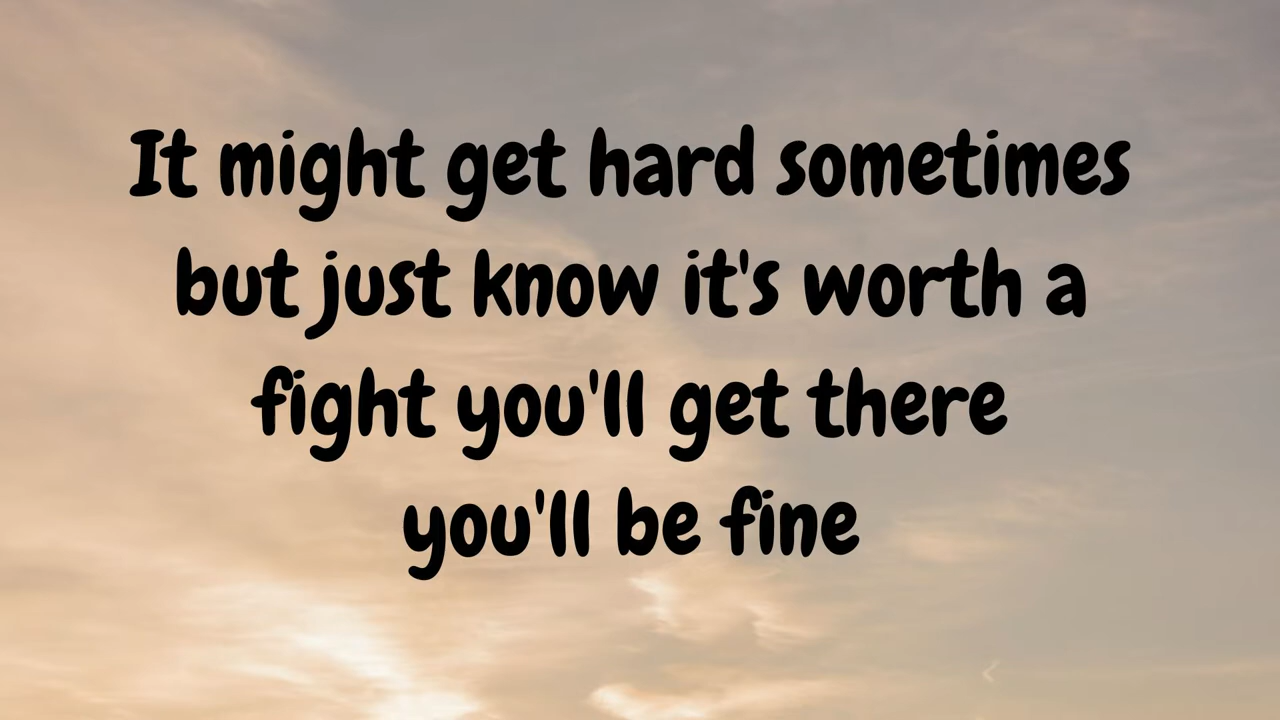 It might get hard sometimes
but just know it's worth a
fight you'll get there
you'll be fine